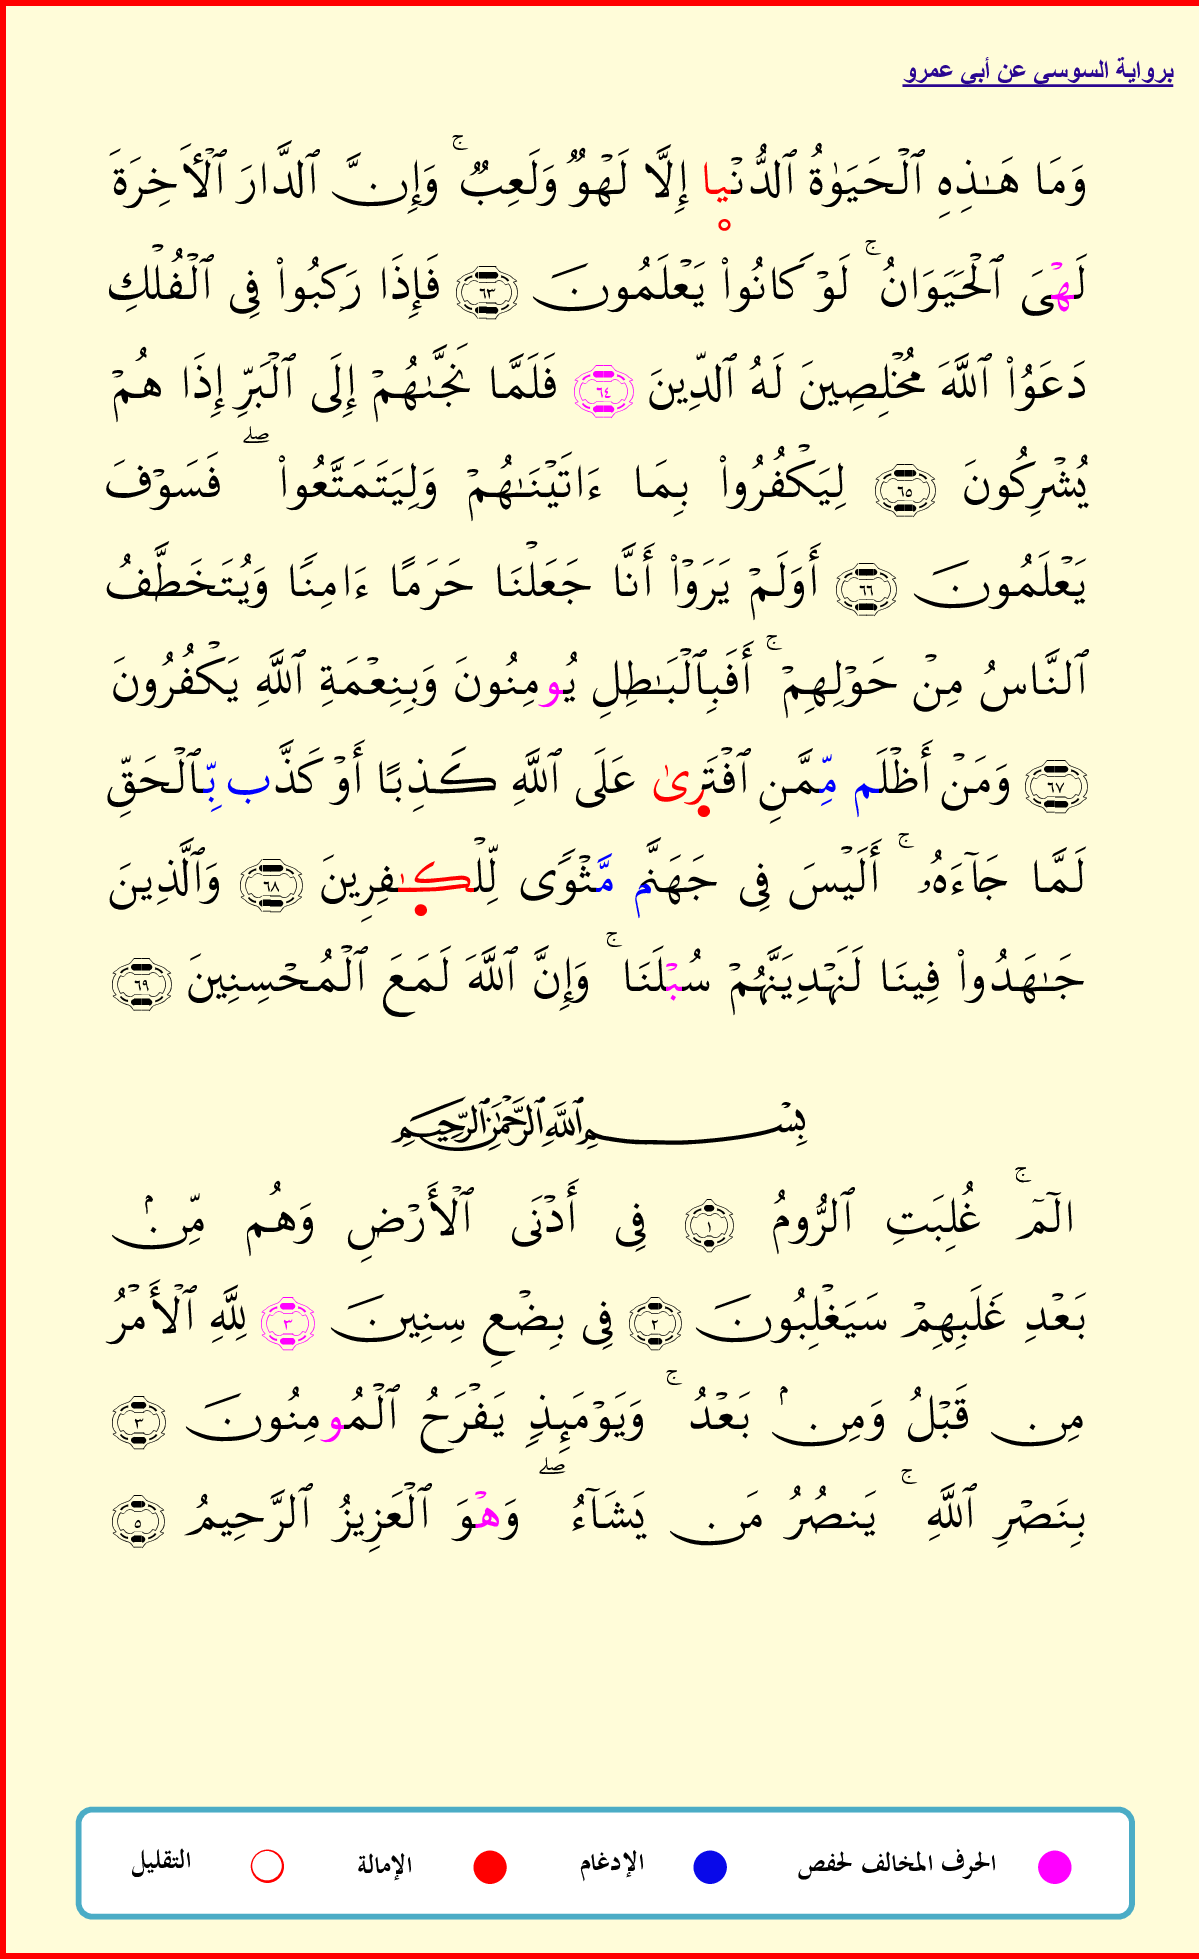 برواية السوسي عن أبي عمرو
وَمَا هَـٰذِهِ ٱلْحَيَوٰةُ ٱلدُّنْيا إِلَّا لَهْوٌ وَلَعِبٌ ۚ وَإِنَّ ٱلدَّارَ ٱلْأَخِرَةَ
لَهْىَ ٱلْحَيَوَانُ ۚ لَوْ كَانُوا۟ يَعْلَمُونَ ٦٣ فَإِذَا رَكِبُوا۟ فِى ٱلْفُلْكِ
دَعَوُا۟ ٱللَّهَ مُخْلِصِينَ لَهُ ٱلدِّينَ ٦٤ فَلَمَّا نَجَّىٰهُمْ إِلَى ٱلْبَرِّ إِذَا هُمْ
يُشْرِكُونَ ٦٥ لِيَكْفُرُوا۟ بِمَا ءَاتَيْنَـٰهُمْ وَلِيَتَمَتَّعُوا۟ ۖ فَسَوْفَ
يَعْلَمُونَ ٦٦ أَوَلَمْ يَرَوْا۟ أَنَّا جَعَلْنَا حَرَمًا ءَامِنًا وَيُتَخَطَّفُ
ٱلنَّاسُ مِنْ حَوْلِهِمْ ۚ أَفَبِٱلْبَـٰطِلِ يُومِنُونَ وَبِنِعْمَةِ ٱللَّهِ يَكْفُرُونَ
٦٧ وَمَنْ أَظْلَم مِّمَّنِ ٱفْتَرِىٰ عَلَى ٱللَّهِ كَذِبًا أَوْ كَذَّب بِّٱلْحَقِّ
لَمَّا جَآءَهُۥ ۚ أَلَيْسَ فِى جَهَنَّم مَّثْوًى لِّلْكَـٰفِرِينَ ٦٨ وَٱلَّذِينَ
جَـٰهَدُوا۟ فِينَا لَنَهْدِيَنَّهُمْ سُبْلَنَا ۚ وَإِنَّ ٱللَّهَ لَمَعَ ٱلْمُحْسِنِينَ ٦٩
بِسْمِ ٱللَّهِ ٱلرَّحْمَـٰنِ ٱلرَّحِيمِ
الٓمٓ ۚ غُلِبَتِ ٱلرُّومُ ١ فِى أَدْنَى ٱلْأَرْضِ وَهُم مِّنۢ
بَعْدِ غَلَبِهِمْ سَيَغْلِبُونَ ٢ فِى بِضْعِ سِنِينَ ٣ لِلَّهِ ٱلْأَمْرُ
مِن قَبْلُ وَمِنۢ بَعْدُ ۚ وَيَوْمَئِذٍ يَفْرَحُ ٱلْمُومِنُونَ ٣
بِنَصْرِ ٱللَّهِ ۚ يَنصُرُ مَن يَشَآءُ ۖ وَهْوَ ٱلْعَزِيزُ ٱلرَّحِيمُ ٥
الحرف المخالف لحفص الإدغام الإمالة التقليل